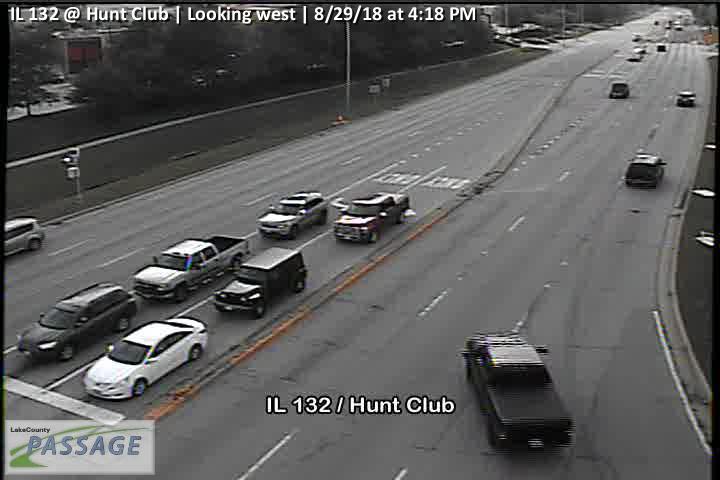 IL 132 @ Hunt Club | Looking west | 8/29/18 at 4:18 PM
IL 132 / Hunt Club
LakeCounty
PASSAGE